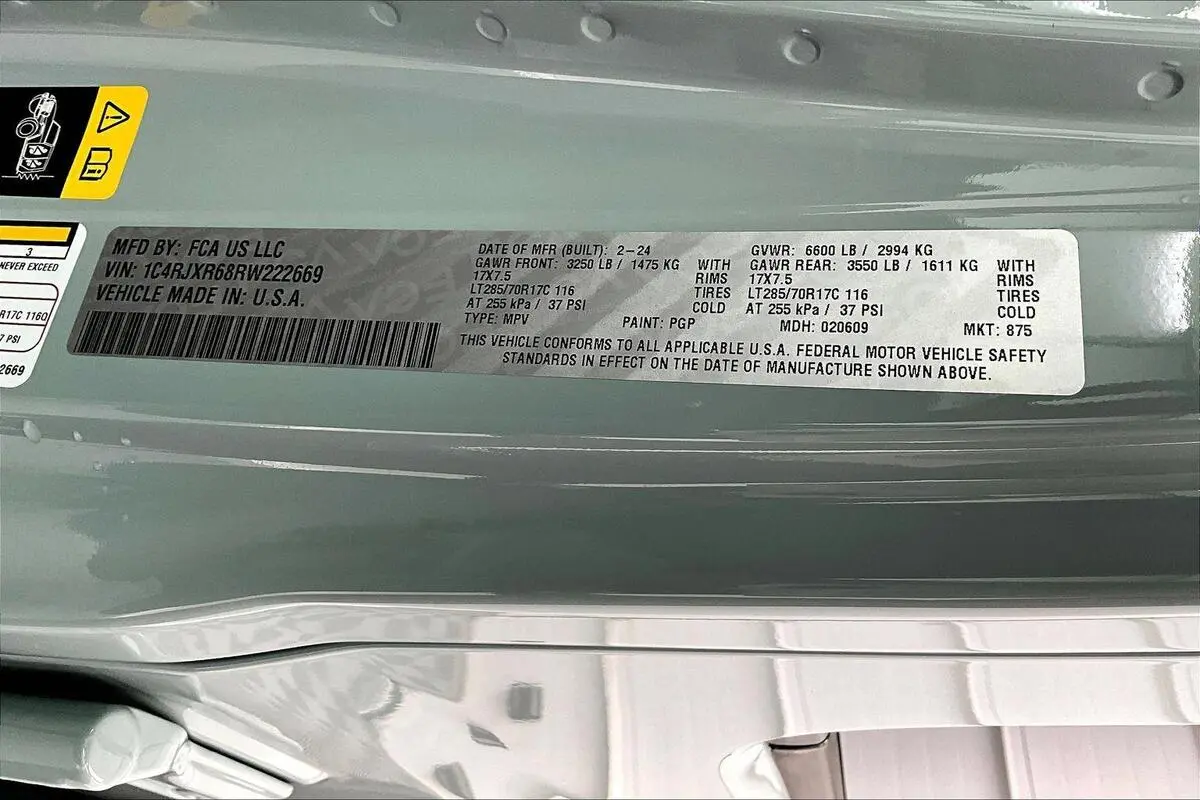 3
NEVER EXCEED
R17C 116Q
7 PSI
2669
MFD BY: FCA US LLC
VIN: 1C4RJXR68RW222669
VEHICLE MADE IN: U.S.A.
DATE OF MFR (BUILT): 2-24
GAWR FRONT: 3250 LB / 1475 KG WITH
17X7.5 RIMS
LT285/70R17C 116 TIRES
AT 255 kPa / 37 PSI COLD
TYPE: MPV PAINT: PGP
GVWR: 6600 LB / 2994 KG
GAWR REAR: 3550 LB / 1611 KG WITH
17X7.5 RIMS
LT285/70R17C 116 TIRES
AT 255 kPa / 37 PSI COLD
MDH: 020609 MKT: 875
THIS VEHICLE CONFORMS TO ALL APPLICABLE U.S.A. FEDERAL MOTOR VEHICLE SAFETY
STANDARDS IN EFFECT ON THE DATE OF MANUFACTURE SHOWN ABOVE.